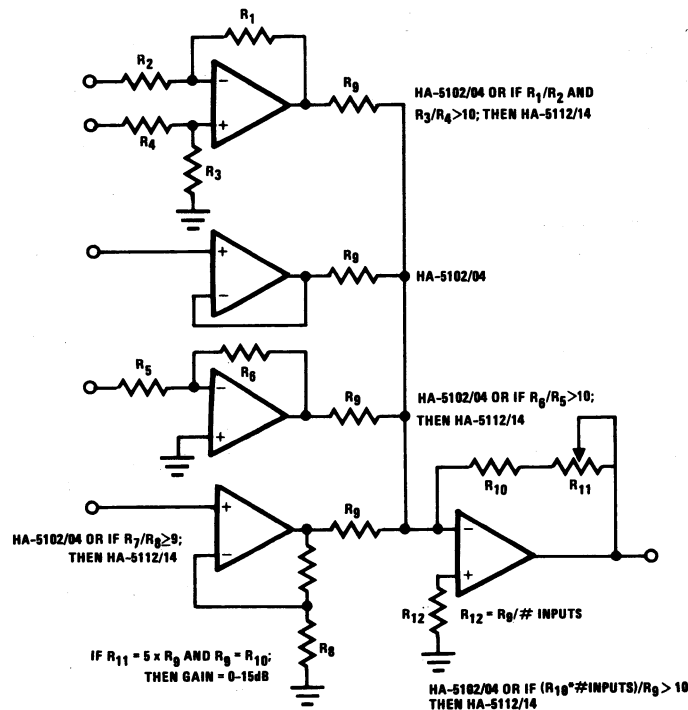 R1
R2
R9
HA-5102/04 OR IF R1/R2 AND
R3/R4>10; THEN HA-5112/14
R4
R3
R9
HA-5102/04
R5
R6
R9
HA-5102/04 OR IF R6/R5>10;
THEN HA-5112/14
R10
R11
R9
HA-5102/04 OR IF R7/R8≥9;
THEN HA-5112/14
R12
R12 = R9/# INPUTS
R8
IF R11 = 5 x R9 AND R9 = R10;
THEN GAIN = 0-15dB
HA-5102/04 OR IF (R10*#INPUTS)/R9 > 10
THEN HA-5112/14